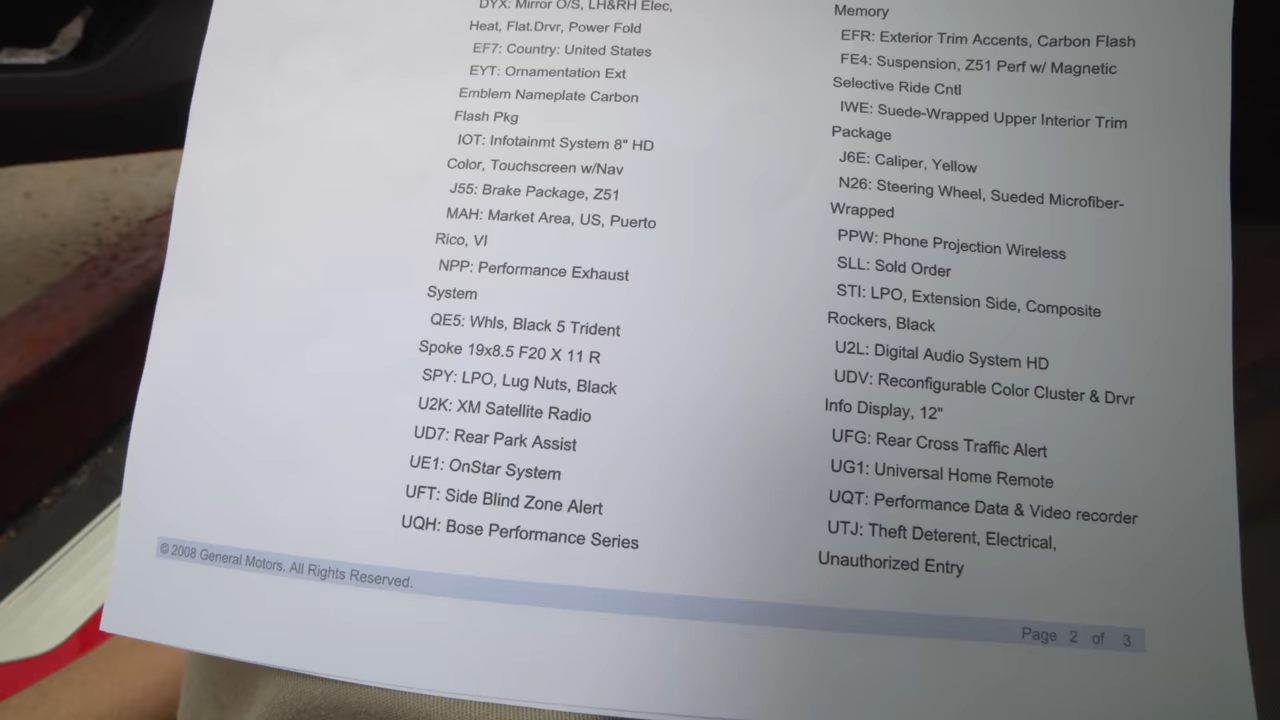 DYX: Mirror O/S, LH&RH Elec,
Heat, Flat.Drvr, Power Fold
EF7: Country: United States
EYT: Ornamentation Ext
Emblem Nameplate Carbon
Flash Pkg
IOT: Infotainmt System 8" HD
Color, Touchscreen w/Nav
J55: Brake Package, Z51
MAH: Market Area, US, Puerto
Rico, VI
NPP: Performance Exhaust
System
QE5: Whls, Black 5 Trident
Spoke 19x8.5 F20 X 11 R
SPY: LPO, Lug Nuts, Black
U2K: XM Satellite Radio
UD7: Rear Park Assist
UE1: OnStar System
UFT: Side Blind Zone Alert
UQH: Bose Performance Series
Memory
EFR: Exterior Trim Accents, Carbon Flash
FE4: Suspension, Z51 Perf w/ Magnetic
Selective Ride Cntl
IWE: Suede-Wrapped Upper Interior Trim
Package
J6E: Caliper, Yellow
N26: Steering Wheel, Sueded Microfiber-
Wrapped
PPW: Phone Projection Wireless
SLL: Sold Order
STI: LPO, Extension Side, Composite
Rockers, Black
U2L: Digital Audio System HD
UDV: Reconfigurable Color Cluster & Drvr
Info Display, 12"
UFG: Rear Cross Traffic Alert
UG1: Universal Home Remote
UQT: Performance Data & Video recorder
UTJ: Theft Deterent, Electrical,
Unauthorized Entry
© 2008 General Motors. All Rights Reserved.
Page 2 of 3